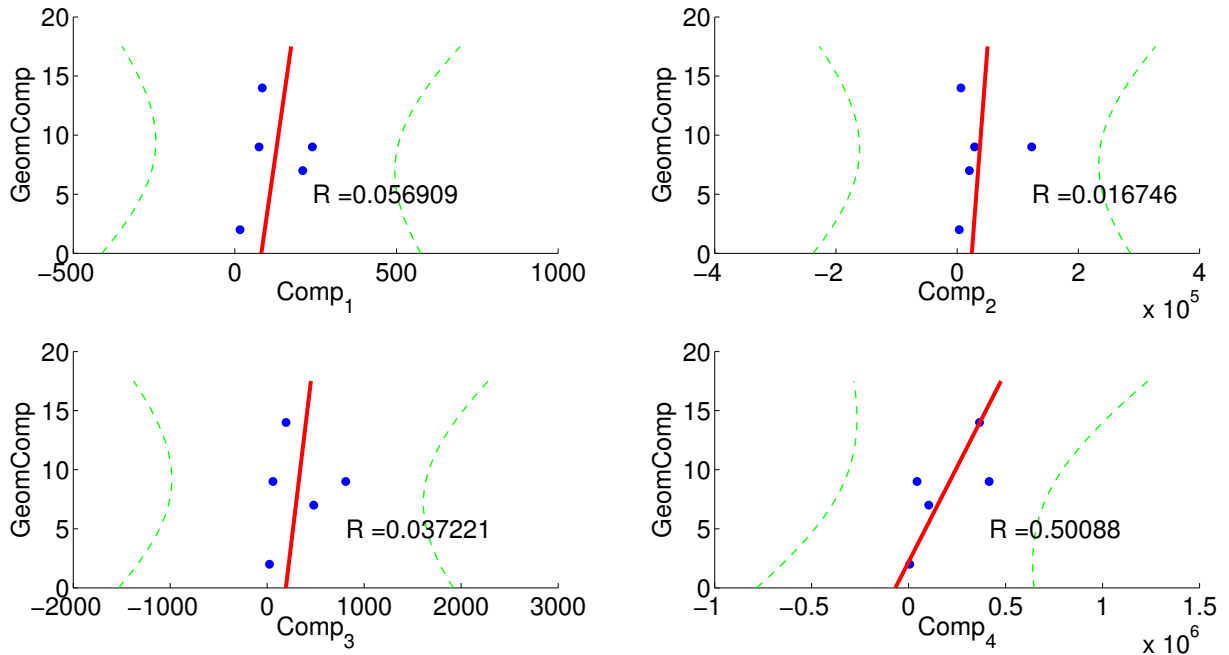 20
15
10
5
0
GeomComp
R =0.056909
−500
0
500
1000
Comp1
20
15
10
5
0
GeomComp
R =0.016746
−4
−2
0
2
4
Comp2
x 10^5
20
15
10
5
0
GeomComp
R =0.037221
−2000
−1000
0
1000
2000
3000
Comp3
20
15
10
5
0
GeomComp
R =0.50088
−1
−0.5
0
0.5
1
1.5
Comp4
x 10^6